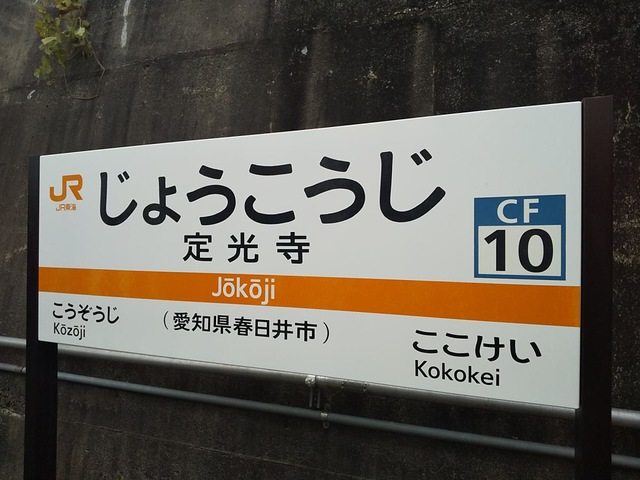 JR
JR東海
じょうこうじ
定光寺
CF
10
Jōkōji
こうぞうじ
Kōzōji
（愛知県春日井市）
ここけい
Kokokei